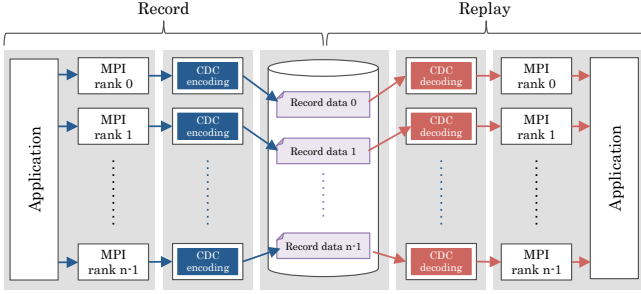 Record
Replay
Application
MPI
rank 0
CDC
encoding
Record data 0
CDC
decoding
MPI
rank 0
MPI
rank 1
CDC
encoding
Record data 1
CDC
decoding
MPI
rank 1
MPI
rank n-1
CDC
encoding
Record data n-1
CDC
decoding
MPI
rank n-1
Application